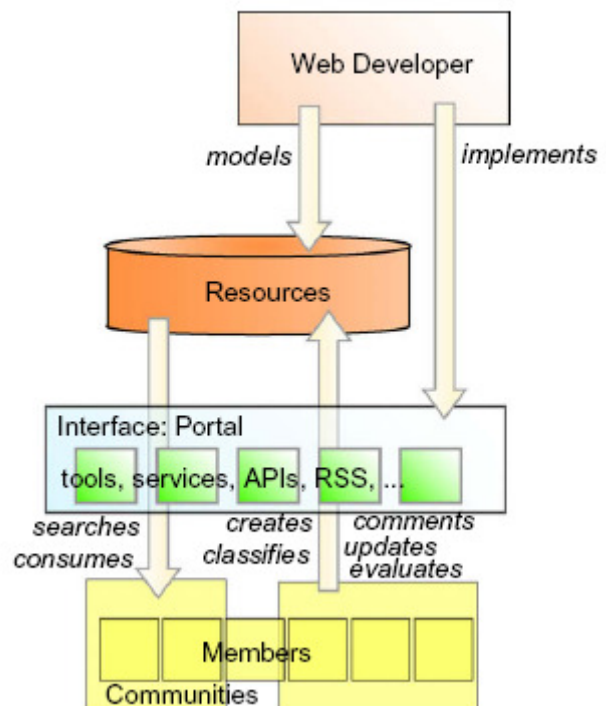 Web Developer
models
implements
Resources
Interface: Portal
tools, services, APIs, RSS, ...
searches
creates
comments
consumes
classifies
updates
evaluates
Members
Communities